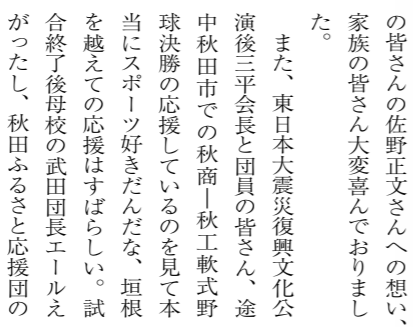 の皆さんの佐野正文さんへの想い、
家族の皆さん大変喜んでおりまし
た。
また、東日本大震災復興文化公
演後三平会長と団員の皆さん、途
中秋田市での秋商ー秋工軟式野
球決勝の応援しているのを見て本
当にスポーツ好きだんだな、垣根
を越えての応援はすばらしい。試
合終了後母校の武田団長エールえ
がったし、秋田ふるさと応援団の